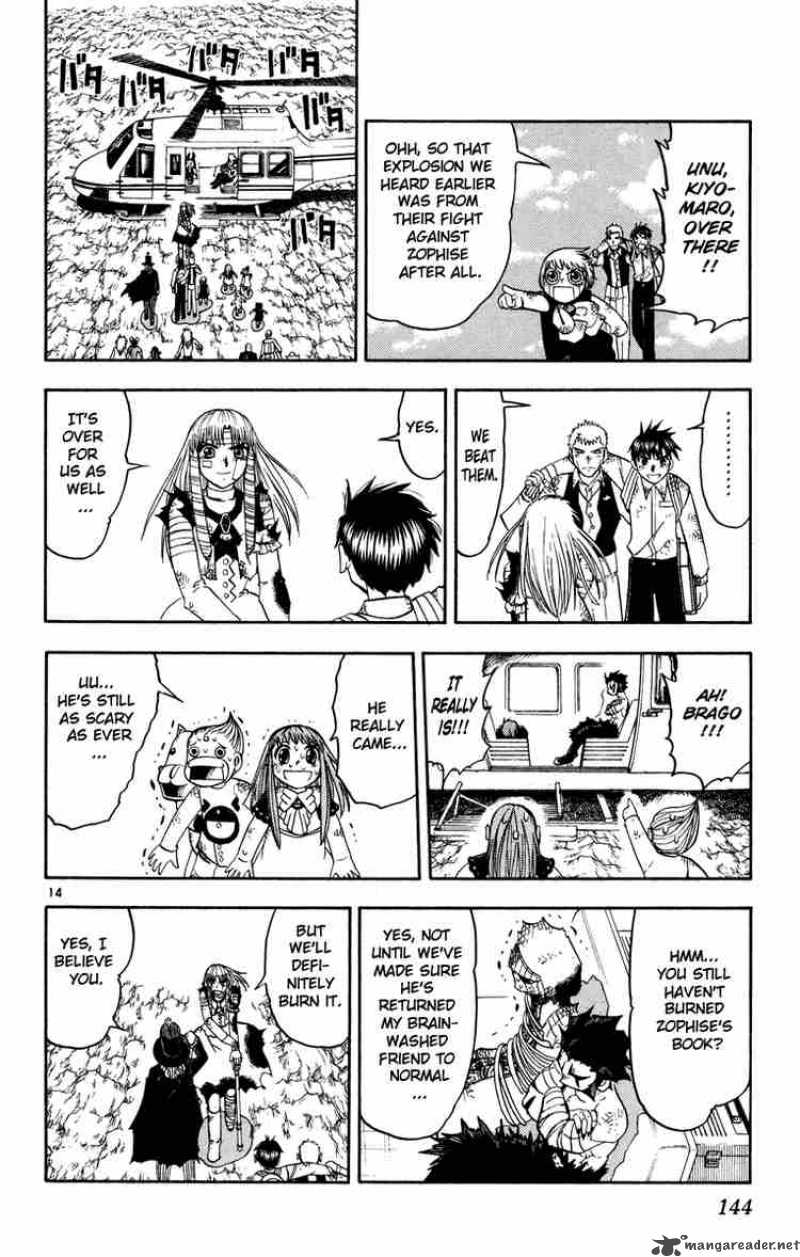 UNU,
KIYO-
MARO,
OVER
THERE
!!
OHH, SO THAT
EXPLOSION WE
HEARD EARLIER
WAS FROM
THEIR FIGHT
AGAINST
ZOPHISE
AFTER ALL.
バタ
バタ
バタ
バタ
バタ
.........
WE
BEAT
THEM.
YES.
IT'S
OVER
FOR
US AS
WELL
...
AH!
BRAGO
!!!
IT
REALLY
IS!!!
HE
REALLY
CAME...
UU...
HE'S STILL
AS SCARY
AS EVER
...
14
HMM...
YOU STILL
HAVEN'T
BURNED
ZOPHISE'S
BOOK?
YES, NOT
UNTIL WE'VE
MADE SURE
HE'S
RETURNED
MY BRAIN-
WASHED
FRIEND TO
NORMAL
...
BUT
WE'LL
DEFI-
NITELY
BURN IT.
YES, I
BELIEVE
YOU.
144
mangareader.net